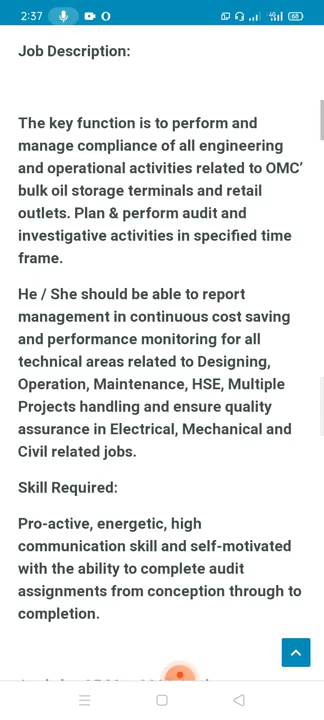 2:37
4G
68
Job Description:
The key function is to perform and
manage compliance of all engineering
and operational activities related to OMC’
bulk oil storage terminals and retail
outlets. Plan & perform audit and
investigative activities in specified time
frame.
He / She should be able to report
management in continuous cost saving
and performance monitoring for all
technical areas related to Designing,
Operation, Maintenance, HSE, Multiple
Projects handling and ensure quality
assurance in Electrical, Mechanical and
Civil related jobs.
Skill Required:
Pro-active, energetic, high
communication skill and self-motivated
with the ability to complete audit
assignments from conception through to
completion.